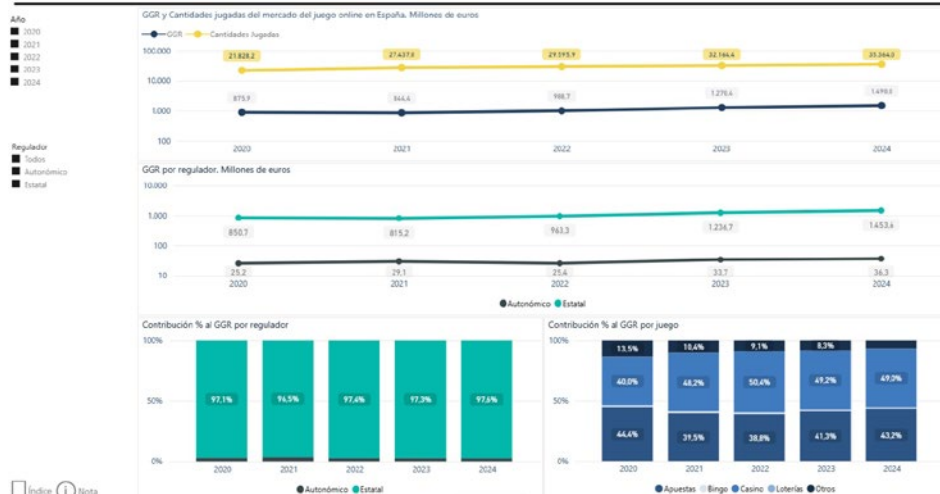 Año
2020
2021
2022
2023
2024
Regulador
Todos
Autonómico
Estatal
GGR y Cantidades jugadas del mercado del juego online en España. Millones de euros
GGR Cantidades Jugadas
100.000
10.000
1.000
100
21.828,2 27.437,8 29.595,9 32.164,4 35.364,0
875,9 844,4 988,7 1.270,4 1.490,0
2020 2021 2022 2023 2024
GGR por regulador. Millones de euros
10.000
1.000
100
10
850,7 815,2 963,3 1.236,7 1.453,6
25,2 29,1 25,4 33,7 36,3
2020 2021 2022 2023 2024
Autonómico Estatal
Contribución % al GGR por regulador
100%
50%
0%
97,1% 96,5% 97,4% 97,3% 97,6%
2020 2021 2022 2023 2024
Autonómico Estatal
Contribución % al GGR por juego
100%
50%
0%
13,5% 10,4% 9,1% 8,3%
40,0% 48,2% 50,4% 49,2% 49,0%
44,4% 39,5% 38,8% 41,3% 43,2%
2020 2021 2022 2023 2024
Apuestas Bingo Casino Loterías Otros
Índice i Nota